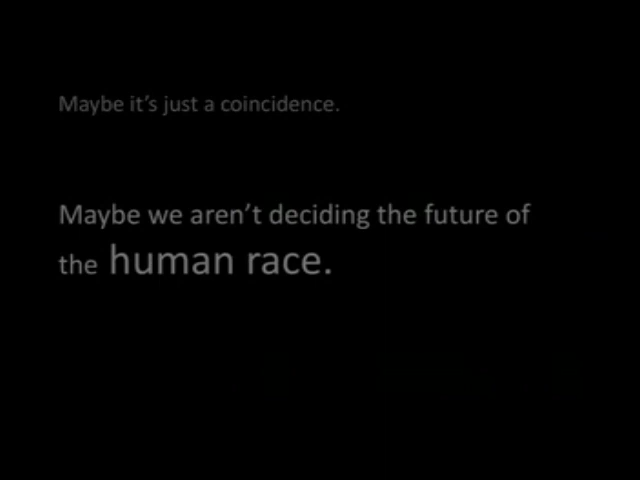 Maybe it’s just a coincidence.
Maybe we aren’t deciding the future of
the human race.